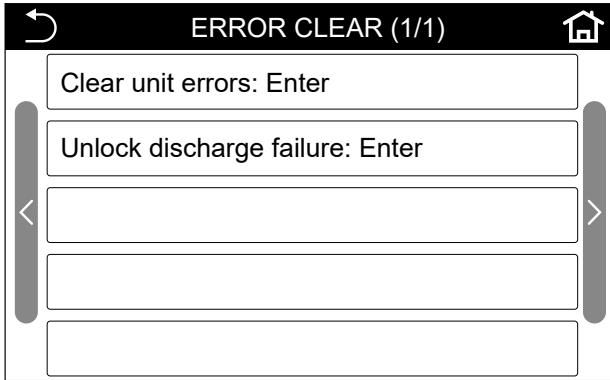 ERROR CLEAR (1/1)
Clear unit errors: Enter
Unlock discharge failure: Enter